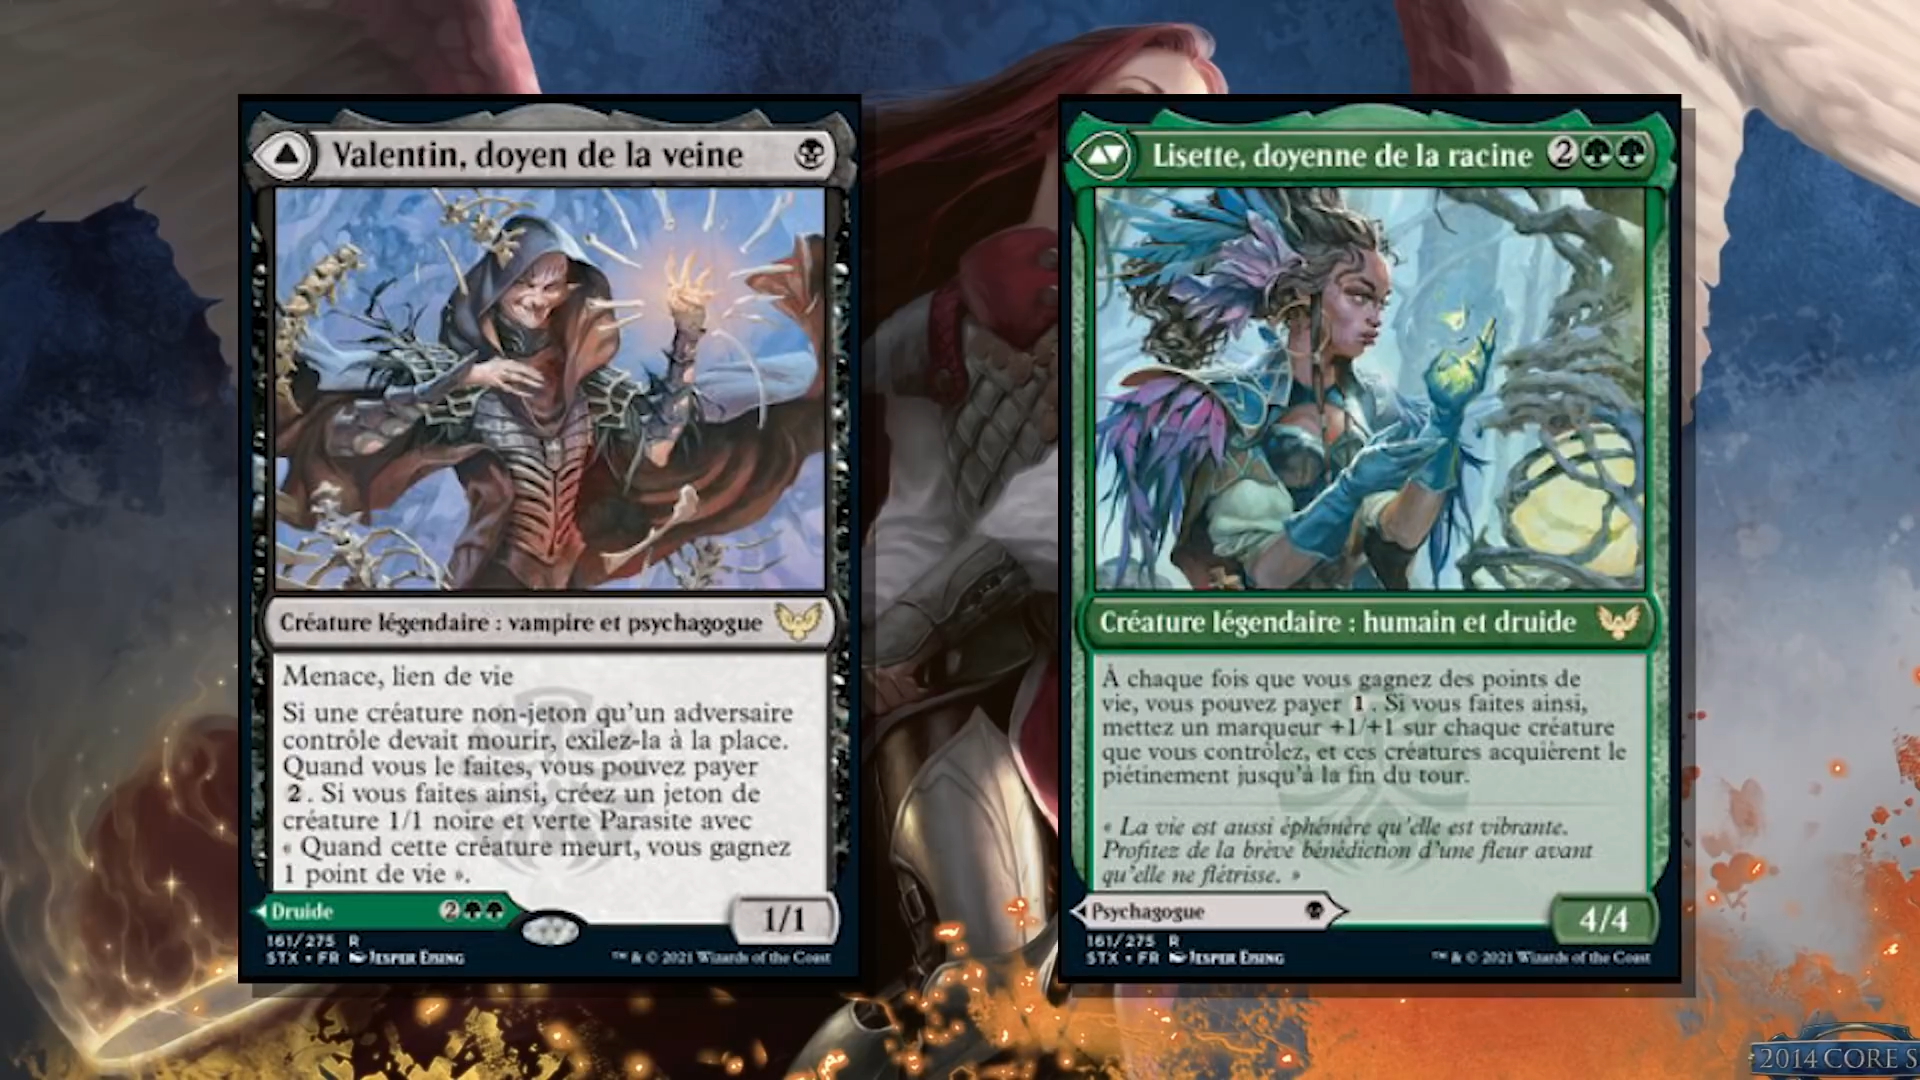 Valentin, doyen de la veine
Créature légendaire : vampire et psychagogue
Menace, lien de vie
Si une créature non-jeton qu'un adversaire
contrôle devait mourir, exilez-la à la place.
Quand vous le faites, vous pouvez payer
2. Si vous faites ainsi, créez un jeton de
créature 1/1 noire et verte Parasite avec
« Quand cette créature meurt, vous gagnez
1 point de vie ».
Druide 2
1/1
161/275 R
STX • FR Jesper Ejsing
™ & © 2021 Wizards of the Coast
Lisette, doyenne de la racine 2
Créature légendaire : humain et druide
À chaque fois que vous gagnez des points de
vie, vous pouvez payer 1. Si vous faites ainsi,
mettez un marqueur +1/+1 sur chaque créature
que vous contrôlez, et ces créatures acquièrent le
piétinement jusqu'à la fin du tour.
« La vie est aussi éphémère qu'elle est vibrante.
Profitez de la brève bénédiction d'une fleur avant
qu'elle ne flétrisse. »
Psychagogue
4/4
161/275 R
STX • FR Jesper Ejsing
™ & © 2021 Wizards of the Coast
2014 CORE S